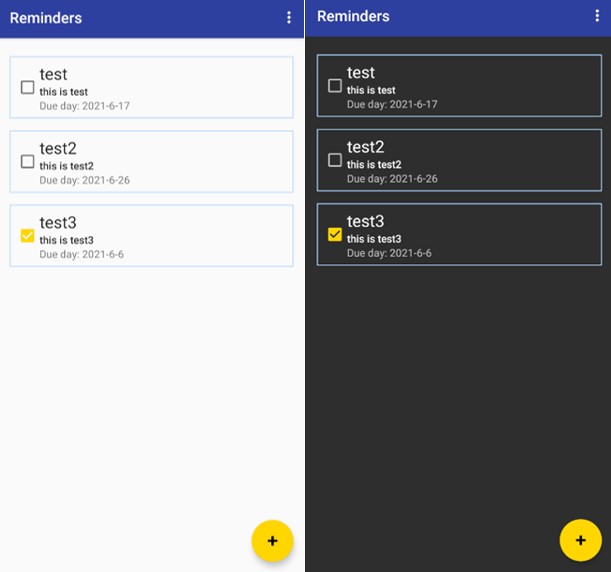 Reminders
test
this is test
Due day: 2021-6-17
test2
this is test2
Due day: 2021-6-26
test3
this is test3
Due day: 2021-6-6
+
Reminders
test
this is test
Due day: 2021-6-17
test2
this is test2
Due day: 2021-6-26
test3
this is test3
Due day: 2021-6-6
+